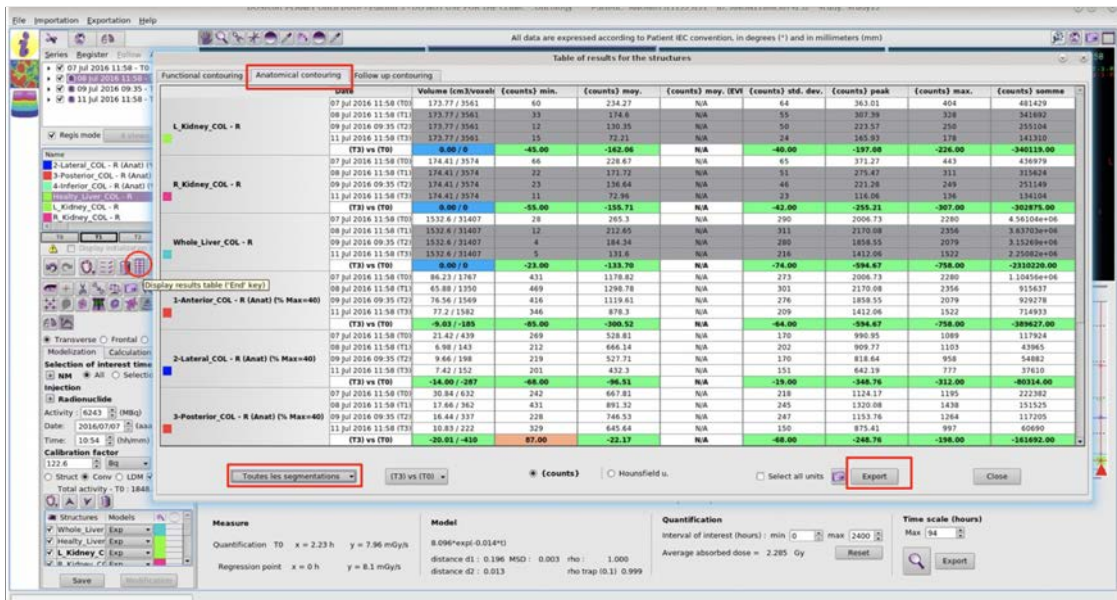 File Importation Exportation Help
All data are expressed according to Patient IEC convention, in degrees (°) and in millimeters (mm)
Series Register Follow
07 Jul 2016 11:58 - T0
08 Jul 2016 11:58 -
09 Jul 2016 09:35 -
11 Jul 2016 11:58 -
Regis mode
Name
2-Lateral_COL - R (Anat) (
3-Posterior_COL - R (Anat)
4-Inferior_COL - R (Anat) (
Healty_Liver_COL - R
L_Kidney_COL - R
R_Kidney_COL - R
T0 T1 T3
Display results table ('End' key)
Transverse Frontal
Modelization Calculation
Selection of interest time
NM All Selectio
Injection
Radionuclide
Activity : 6243 (MBq)
Date: 2016/07/07 (aaa
Time: 10:54 (hh/mm)
Calibration factor
122.6 Bq
Struct Conv LDM
Total activity - T0 : 1848.
Structures Models
Whole_Liver Exp
Healty_Liver Exp
L_Kidney_C Exp
R_Kidney_CC Exp
Save Modification
Table of results for the structures
Functional contouring Anatomical contouring Follow up contouring
Date Volume (cm3/voxels {counts} min. {counts} moy. {counts} moy. (EVI {counts} std. dev. {counts} peak {counts} max. {counts} somme
L_Kidney_COL - R
07 Jul 2016 11:58 (T0) 173.77 / 3561 60 234.27 N/A 64 363.01 404 481429
08 Jul 2016 11:58 (T1) 173.77 / 3561 33 174.6 N/A 55 307.39 328 341692
09 Jul 2016 09:35 (T2) 173.77 / 3561 12 130.35 N/A 50 223.57 250 255104
11 Jul 2016 11:58 (T3) 173.77 / 3561 15 72.21 N/A 24 165.93 178 141310
(T3) vs (T0) 0.00 / 0 -45.00 -162.06 N/A -40.00 -197.08 -226.00 -340119.00
R_Kidney_COL - R
07 Jul 2016 11:58 (T0) 174.41 / 3574 66 228.67 N/A 65 371.27 443 436979
08 Jul 2016 11:58 (T1) 174.41 / 3574 22 171.72 N/A 51 275.47 311 315624
09 Jul 2016 09:35 (T2) 174.41 / 3574 23 136.64 N/A 46 221.28 249 251149
11 Jul 2016 11:58 (T3) 174.41 / 3574 11 72.96 N/A 23 116.06 136 134104
(T3) vs (T0) 0.00 / 0 -55.00 -155.71 N/A -42.00 -255.21 -307.00 -302875.00
Whole_Liver_COL - R
07 Jul 2016 11:58 (T0) 1532.6 / 31407 28 265.3 N/A 290 2006.73 2280 4.56104e+06
08 Jul 2016 11:58 (T1) 1532.6 / 31407 12 212.65 N/A 311 2170.08 2356 3.63703e+06
09 Jul 2016 09:35 (T2) 1532.6 / 31407 4 184.34 N/A 280 1858.55 2079 3.15269e+06
11 Jul 2016 11:58 (T3) 1532.6 / 31407 5 131.6 N/A 216 1412.06 1522 2.25082e+06
(T3) vs (T0) 0.00 / 0 -23.00 -133.70 N/A -74.00 -594.67 -758.00 -2310220.00
1-Anterior_COL - R (Anat) (% Max=40)
07 Jul 2016 11:58 (T0) 86.23 / 1767 431 1178.82 N/A 273 2006.73 2280 1.10456e+06
08 Jul 2016 11:58 (T1) 65.88 / 1350 469 1298.78 N/A 301 2170.08 2356 915637
09 Jul 2016 09:35 (T2) 76.56 / 1569 416 1119.61 N/A 276 1858.55 2079 929278
11 Jul 2016 11:58 (T3) 77.2 / 1582 346 878.3 N/A 209 1412.06 1522 714933
(T3) vs (T0) -9.03 / -185 -85.00 -300.52 N/A -64.00 -594.67 -758.00 -389627.00
2-Lateral_COL - R (Anat) (% Max=40)
07 Jul 2016 11:58 (T0) 21.42 / 439 269 528.81 N/A 170 990.95 1089 117924
08 Jul 2016 11:58 (T1) 6.98 / 143 212 666.14 N/A 202 909.77 1103 43965
09 Jul 2016 09:35 (T2) 9.66 / 198 219 527.71 N/A 170 818.64 958 54882
11 Jul 2016 11:58 (T3) 7.42 / 152 201 432.3 N/A 151 642.19 777 37610
(T3) vs (T0) -14.00 / -287 -68.00 -96.51 N/A -19.00 -348.76 -312.00 -80314.00
3-Posterior_COL - R (Anat) (% Max=40)
07 Jul 2016 11:58 (T0) 30.84 / 632 242 667.81 N/A 218 1124.17 1195 222382
08 Jul 2016 11:58 (T1) 17.66 / 362 431 891.32 N/A 245 1320.08 1438 151525
09 Jul 2016 09:35 (T2) 16.44 / 337 228 746.53 N/A 247 1153.76 1264 117205
11 Jul 2016 11:58 (T3) 10.83 / 222 329 645.64 N/A 150 875.41 997 60690
(T3) vs (T0) -20.01 / -410 87.00 -22.17 N/A -68.00 -248.76 -198.00 -161692.00
Toutes les segmentations (T3) vs (T0) {counts} Hounsfield u. Select all units Export Close
Measure
Quantification T0 x = 2.23 h y = 7.96 mGy/s
Regression point x = 0 h y = 8.1 mGy/s
Model
8.096*exp(-0.014*t)
distance d1 : 0.196 MSD : 0.003 rho : 1.000
distance d2 : 0.013 rho trap (0.1) 0.999
Quantification
Interval of interest (hours) : min 0 max 2400
Average absorbed dose = 2.285 Gy Reset
Time scale (hours)
Max 94
Export